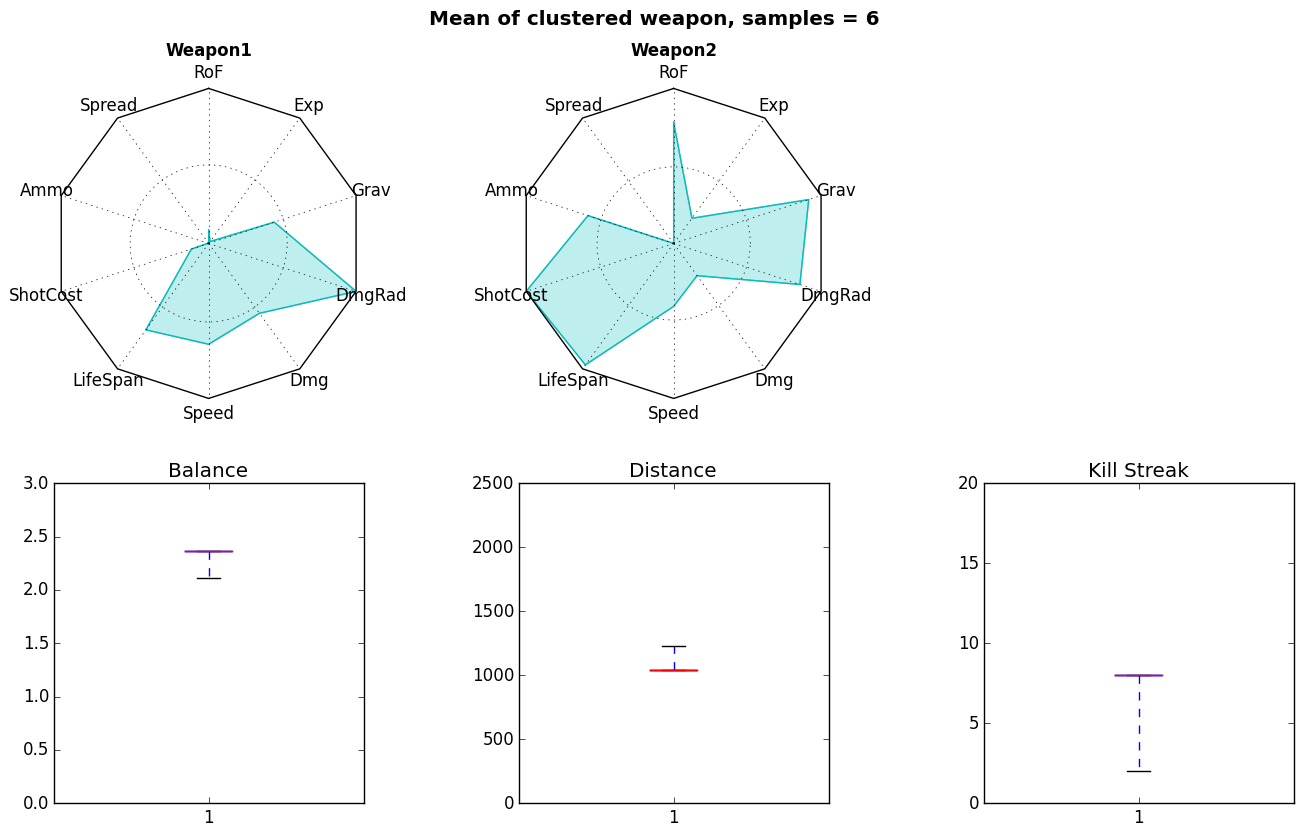 Mean of clustered weapon, samples = 6
Weapon1
RoF
Spread
Exp
Ammo
Grav
ShotCost
DmgRad
LifeSpan
Dmg
Speed
Weapon2
RoF
Spread
Exp
Ammo
Grav
ShotCost
DmgRad
LifeSpan
Dmg
Speed
Balance
3.0
2.5
2.0
1.5
1.0
0.5
0.0
1
Distance
2500
2000
1500
1000
500
0
1
Kill Streak
20
15
10
5
0
1